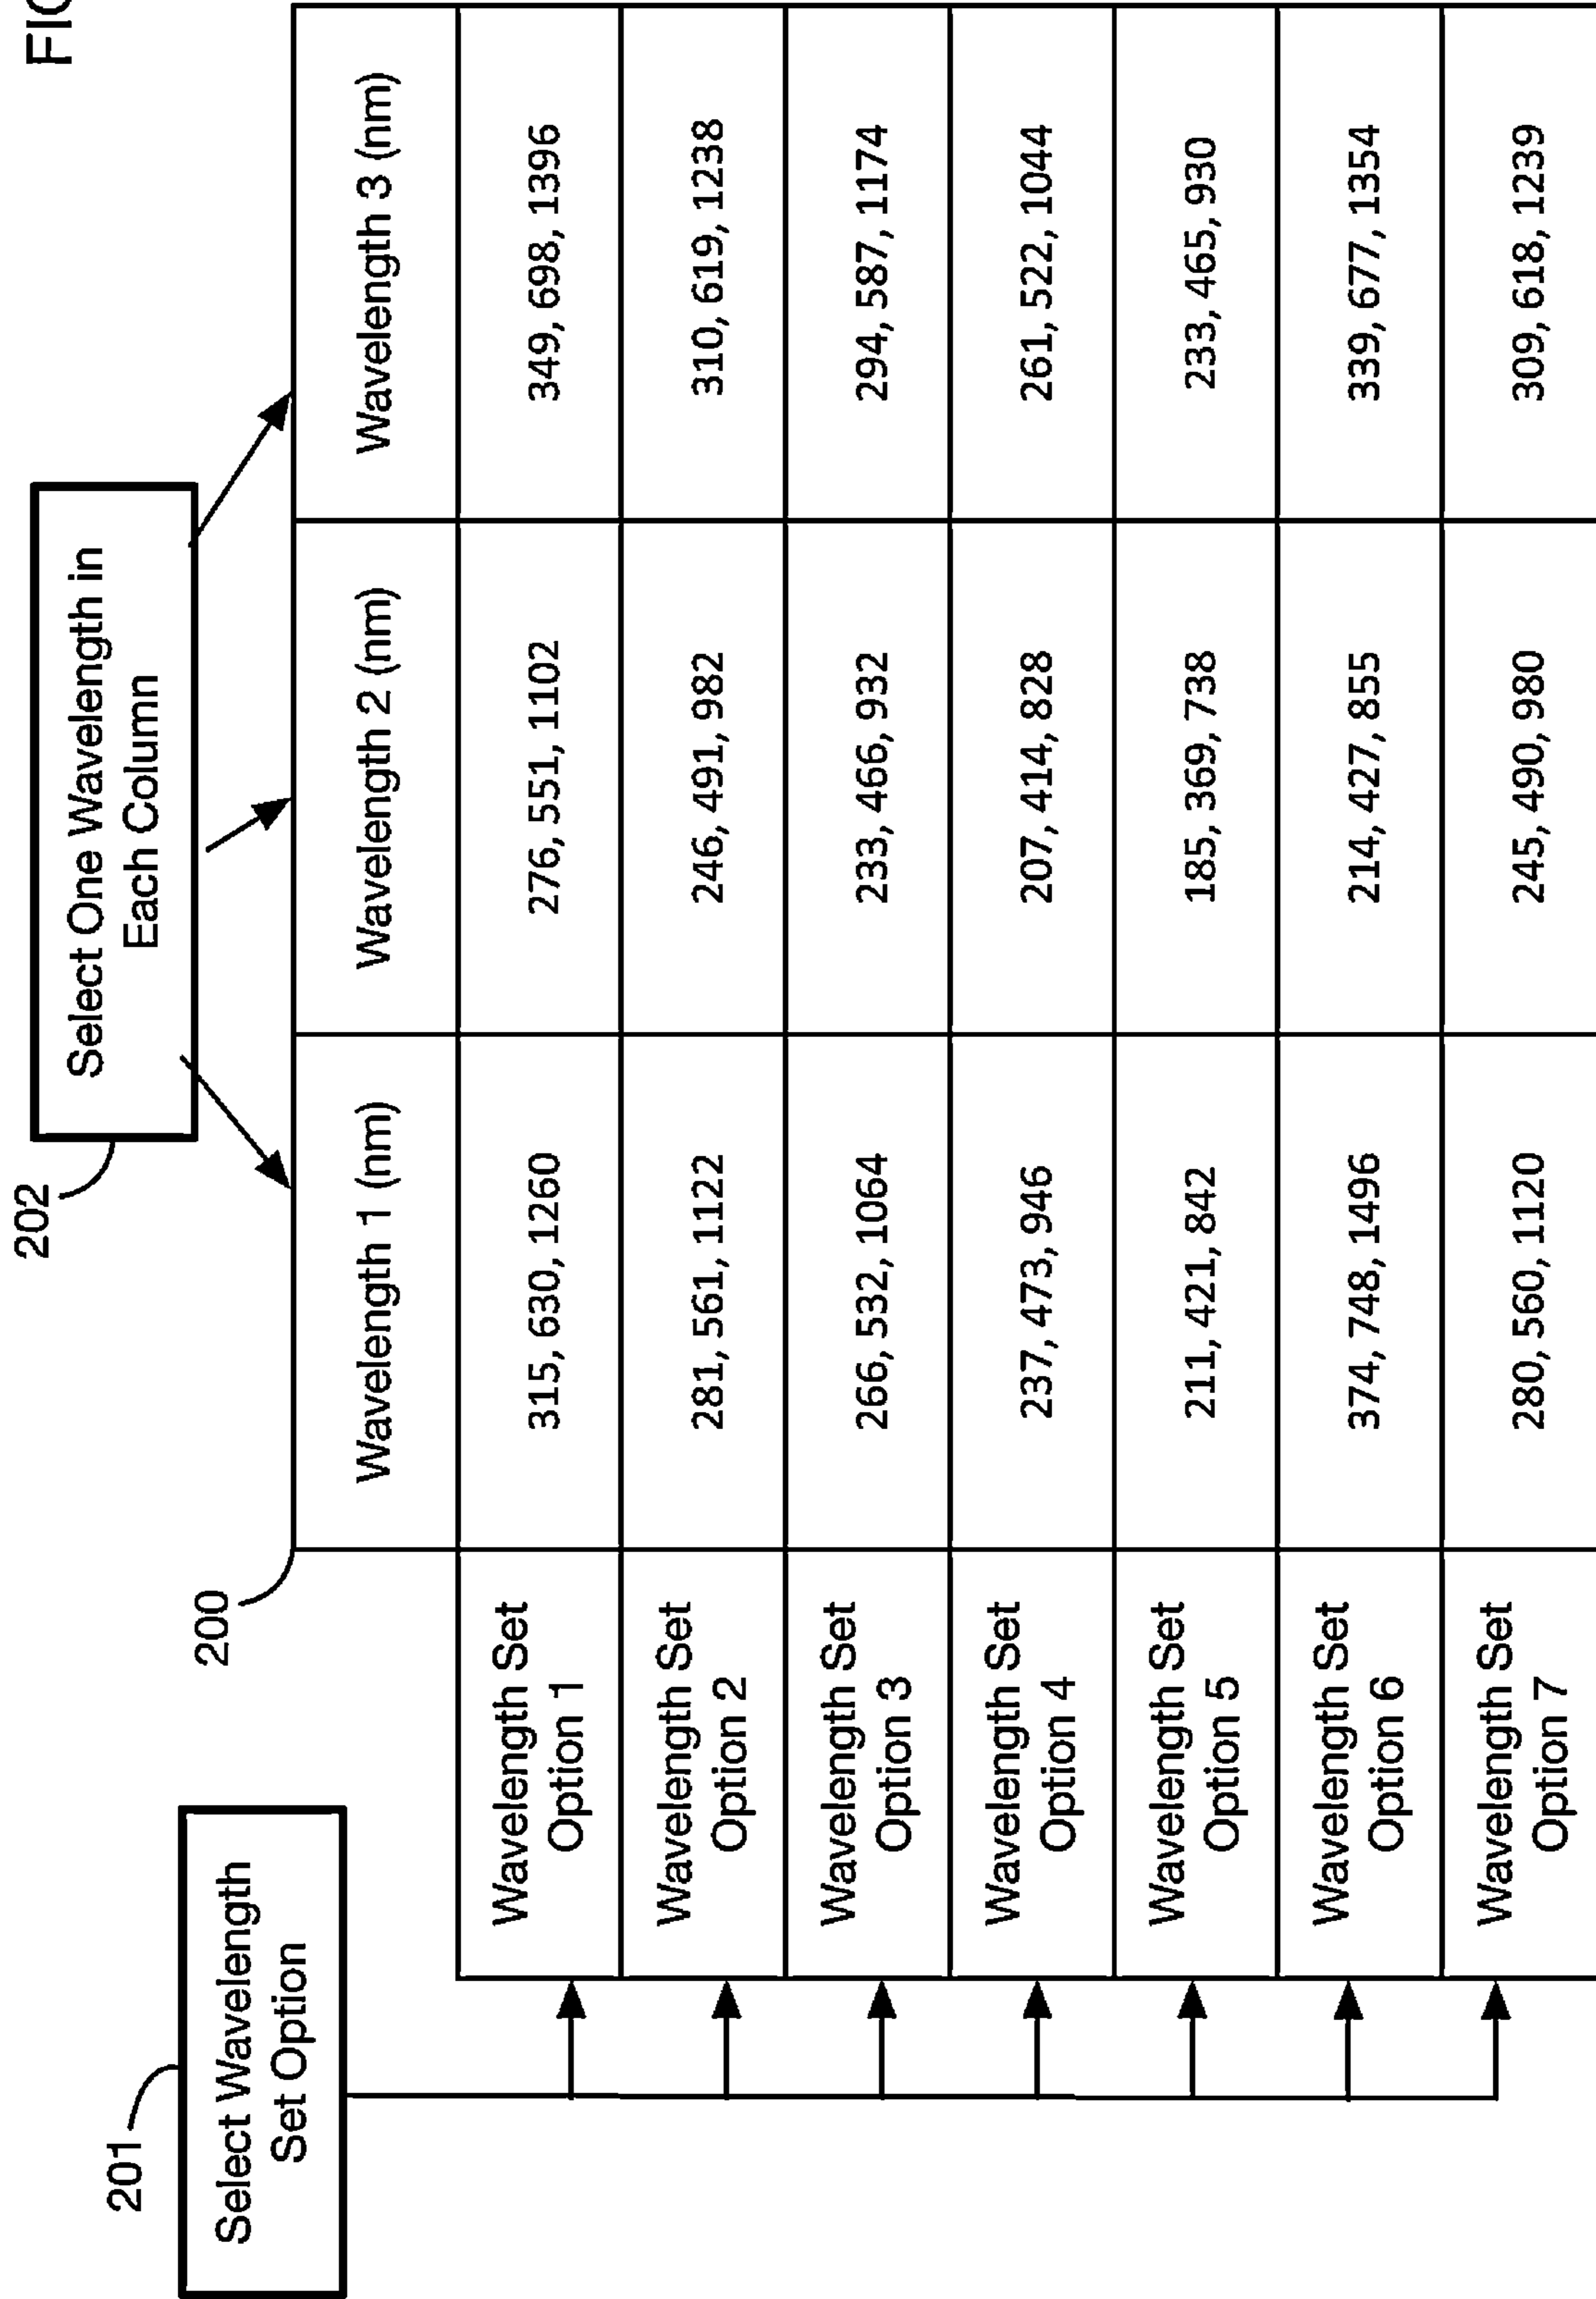 FIG
202
Select One Wavelength in
Each Column
201
Select Wavelength
Set Option
200
Wavelength 1 (nm) Wavelength 2 (nm) Wavelength 3 (nm)
Wavelength Set
Option 1
315, 630, 1260 276, 551, 1102 349, 698, 1396
Wavelength Set
Option 2
281, 561, 1122 246, 491, 982 310, 619, 1238
Wavelength Set
Option 3
266, 532, 1064 233, 466, 932 294, 587, 1174
Wavelength Set
Option 4
237, 473, 946 207, 414, 828 261, 522, 1044
Wavelength Set
Option 5
211, 421, 842 185, 369, 738 233, 465, 930
Wavelength Set
Option 6
374, 748, 1496 214, 427, 855 339, 677, 1354
Wavelength Set
Option 7
280, 560, 1120 245, 490, 980 309, 618, 1239